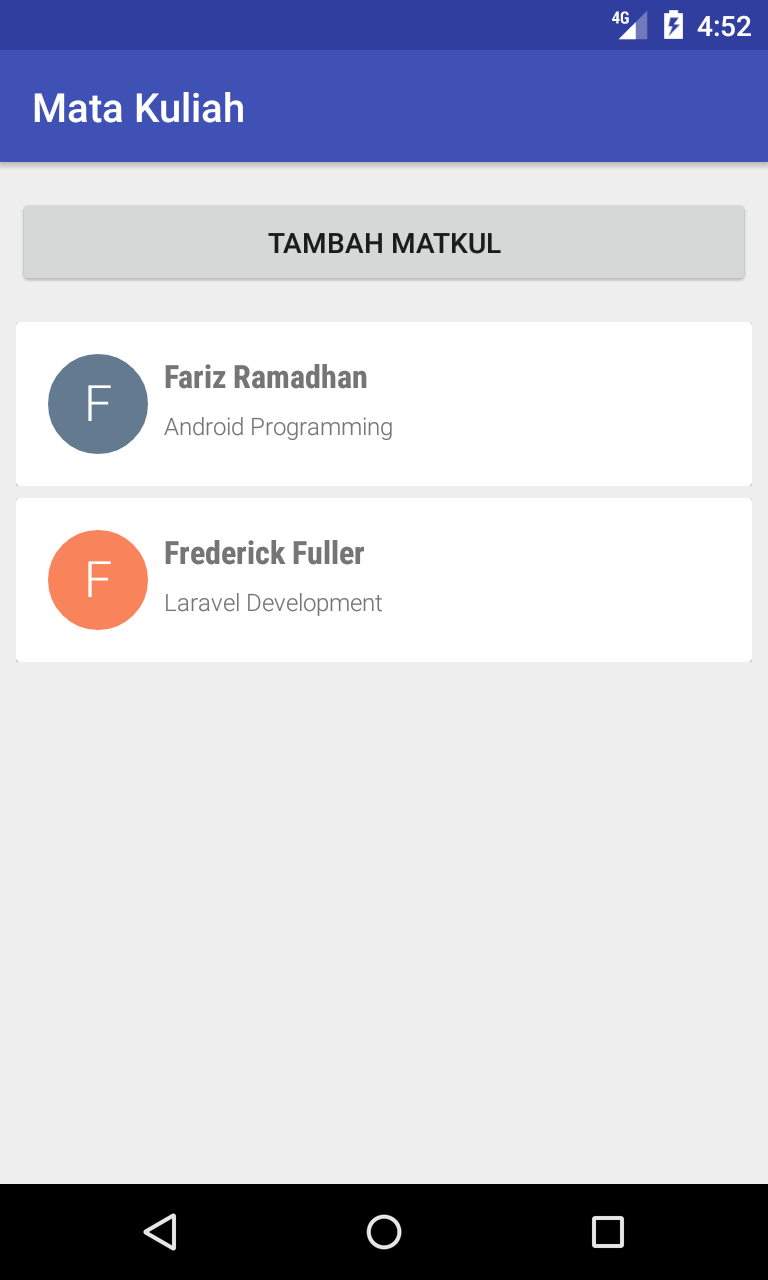 4G 4:52
Mata Kuliah
TAMBAH MATKUL
F
Fariz Ramadhan
Android Programming
F
Frederick Fuller
Laravel Development